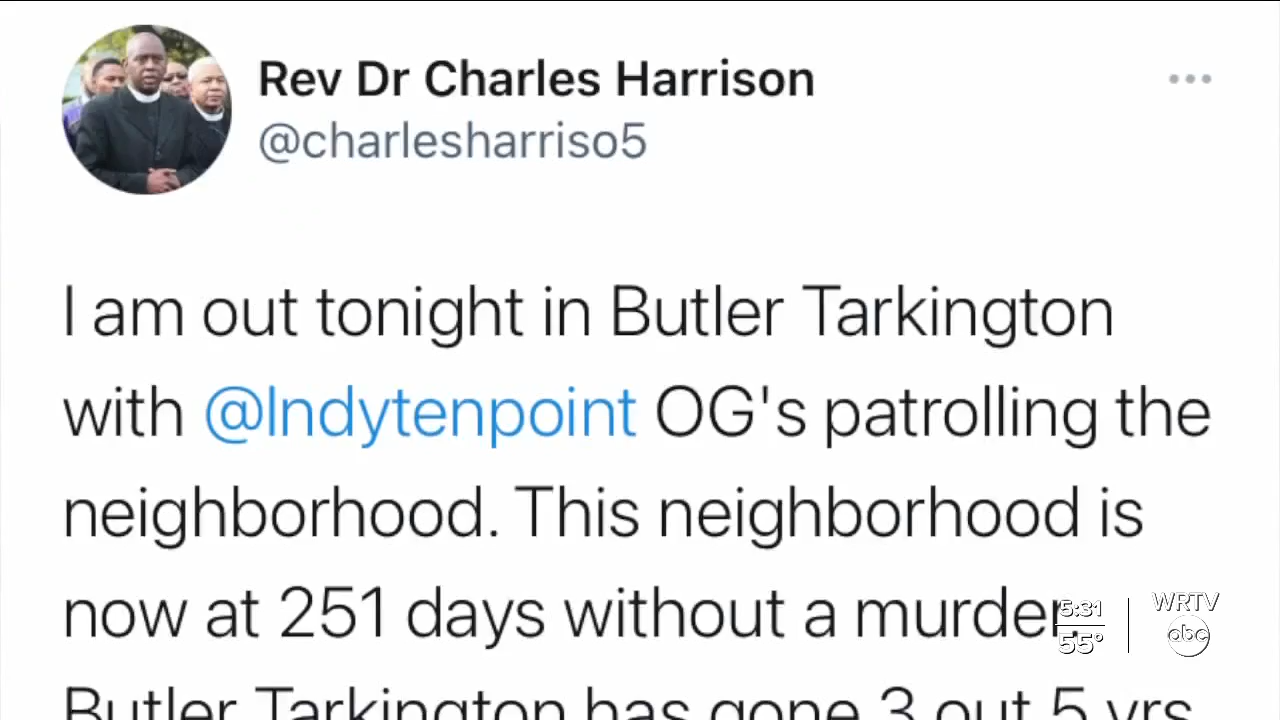 Rev Dr Charles Harrison
@charlesharriso5
I am out tonight in Butler Tarkington
with @Indytenpoint OG's patrolling the
neighborhood. This neighborhood is
now at 251 days without a murder.
Butler Tarkington has gone 3 out 5 yrs
5:31
55°
WRTV
abc